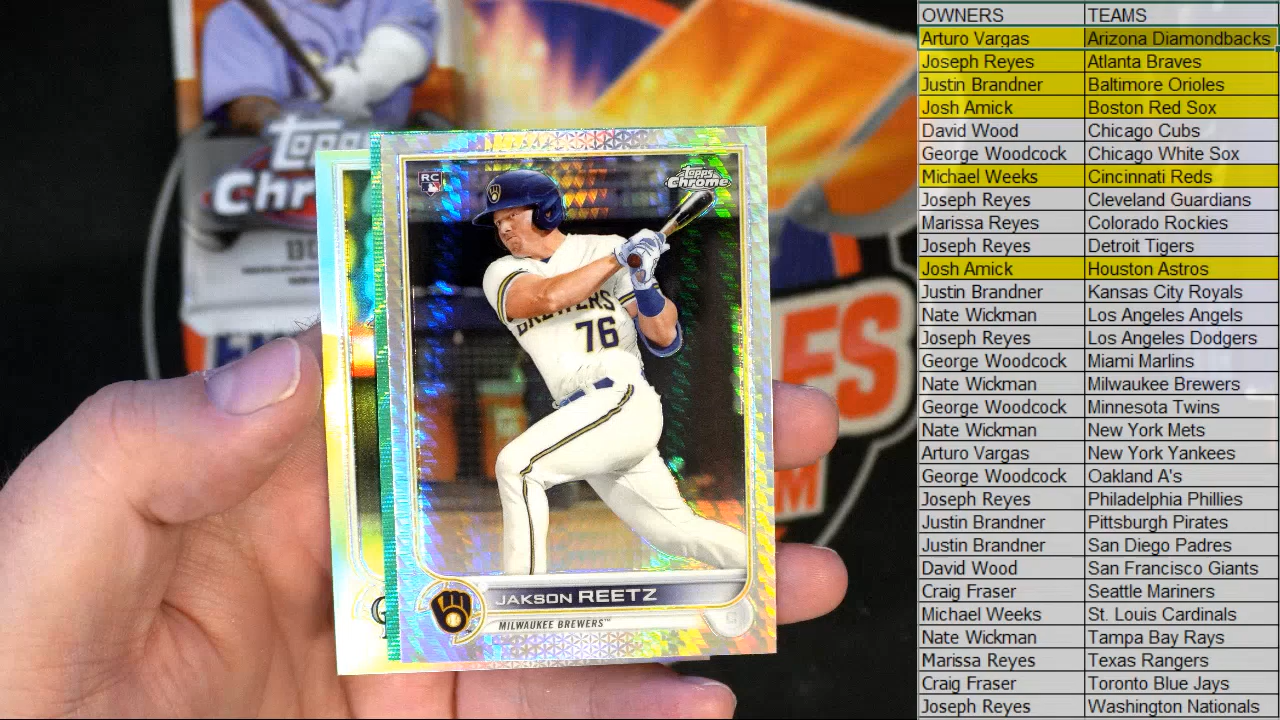 Topps
Chr
RC
Topps
Chrome
BREWERS
76
JAKSON REETZ
MILWAUKEE BREWERS™
C
ES
M
OWNERS TEAMS
Arturo Vargas Arizona Diamondbacks
Joseph Reyes Atlanta Braves
Justin Brandner Baltimore Orioles
Josh Amick Boston Red Sox
David Wood Chicago Cubs
George Woodcock Chicago White Sox
Michael Weeks Cincinnati Reds
Joseph Reyes Cleveland Guardians
Marissa Reyes Colorado Rockies
Joseph Reyes Detroit Tigers
Josh Amick Houston Astros
Justin Brandner Kansas City Royals
Nate Wickman Los Angeles Angels
Joseph Reyes Los Angeles Dodgers
George Woodcock Miami Marlins
Nate Wickman Milwaukee Brewers
George Woodcock Minnesota Twins
Nate Wickman New York Mets
Arturo Vargas New York Yankees
George Woodcock Oakland A's
Joseph Reyes Philadelphia Phillies
Justin Brandner Pittsburgh Pirates
Justin Brandner San Diego Padres
David Wood San Francisco Giants
Craig Fraser Seattle Mariners
Michael Weeks St. Louis Cardinals
Nate Wickman Tampa Bay Rays
Marissa Reyes Texas Rangers
Craig Fraser Toronto Blue Jays
Joseph Reyes Washington Nationals